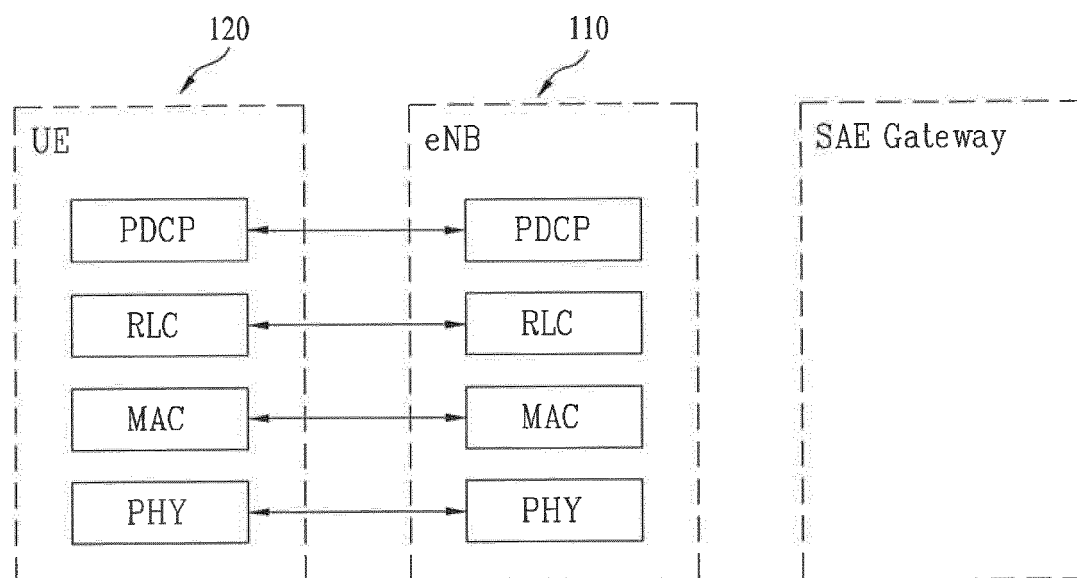 120 110
UE eNB SAE Gateway
PDCP PDCP
RLC RLC
MAC MAC
PHY PHY